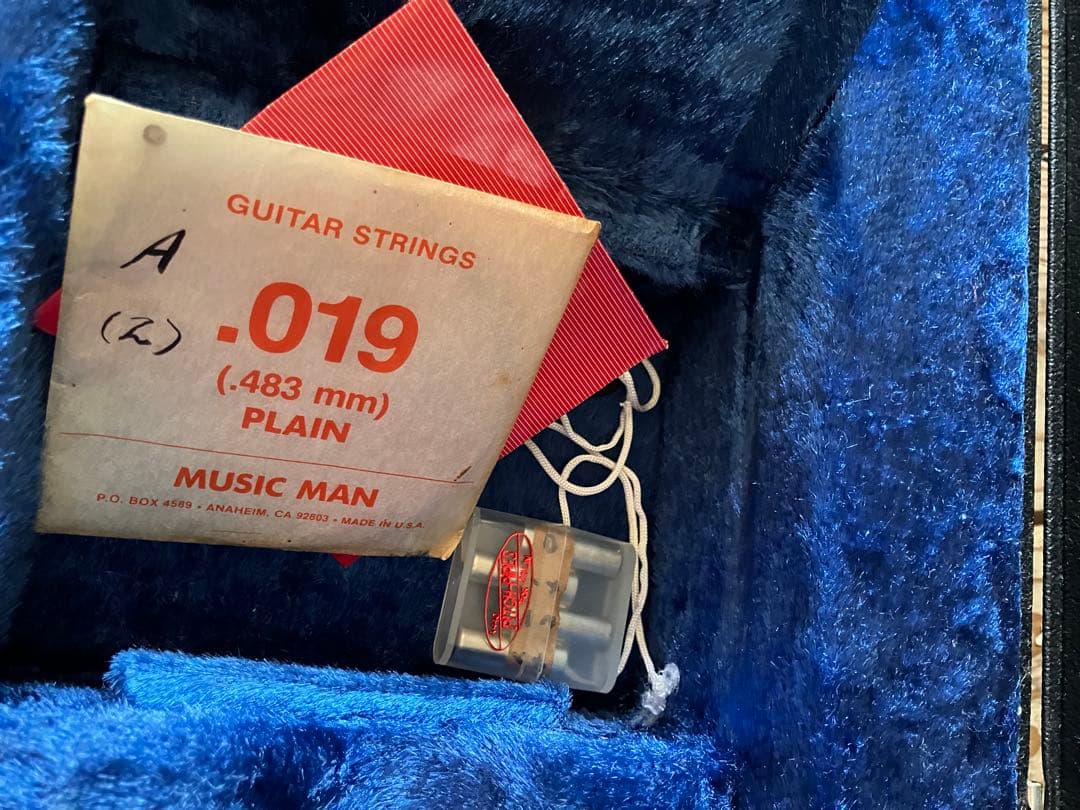 GUITAR STRINGS
A
(2)
.019
(.483 mm)
PLAIN
MUSIC MAN
P.O. BOX 4589 • ANAHEIM, CA 92803 • MADE IN U.S.A.